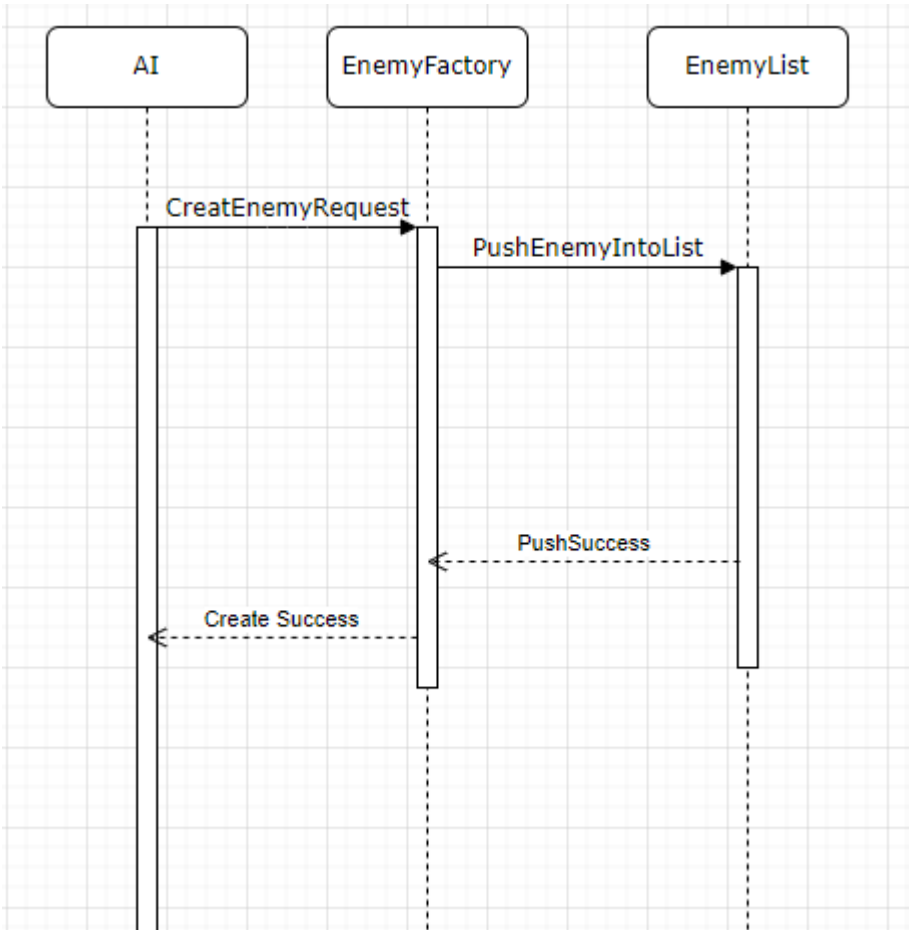 AI
EnemyFactory
EnemyList
CreatEnemyRequest
PushEnemyIntoList
PushSuccess
Create Success